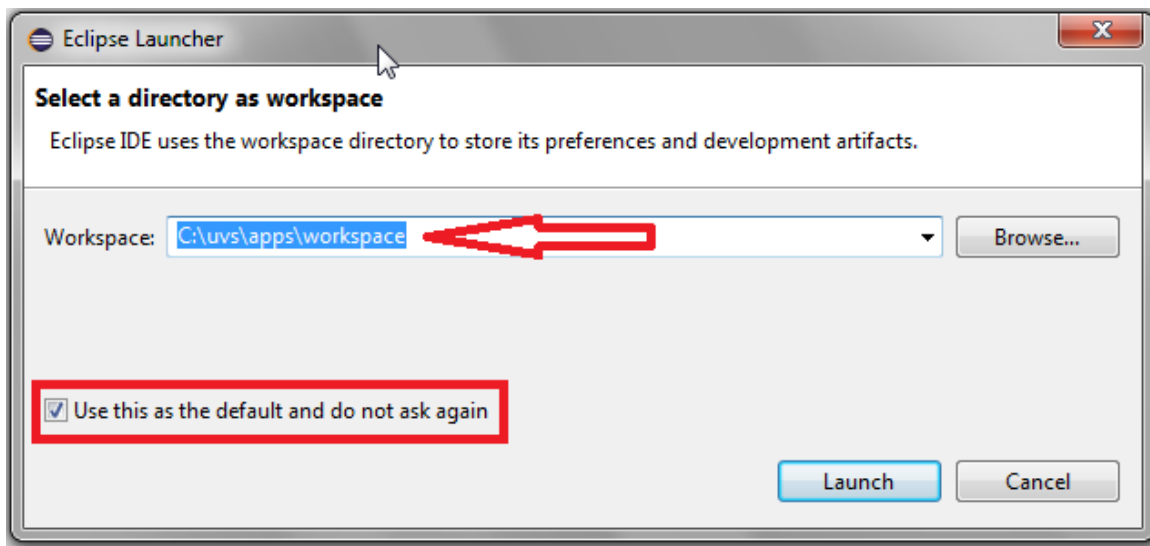 Eclipse Launcher
Select a directory as workspace
Eclipse IDE uses the workspace directory to store its preferences and development artifacts.
Workspace: C:\uvs\apps\workspace Browse...
Use this as the default and do not ask again
Launch Cancel